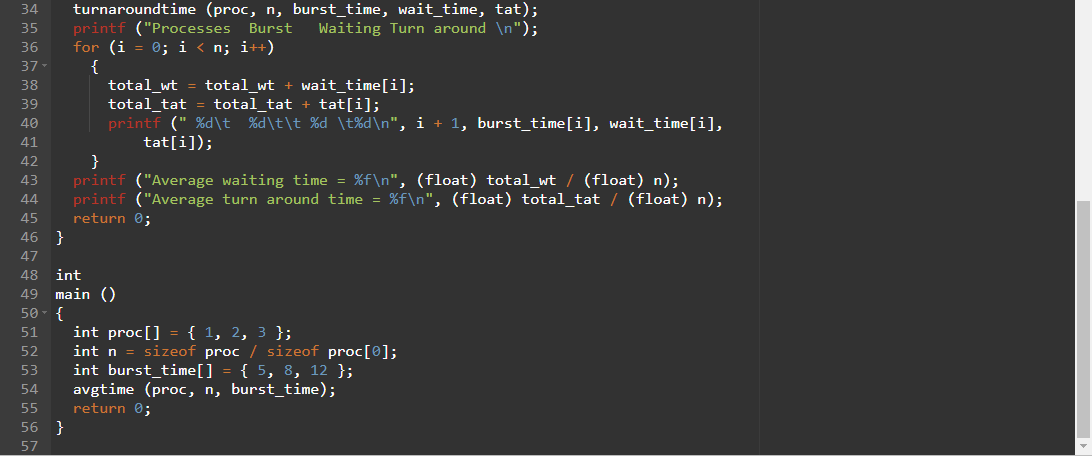 34 turnaroundtime (proc, n, burst_time, wait_time, tat);
35 printf ("Processes  Burst   Waiting Turn around \n");
36 for (i = 0; i < n; i++)
37 {
38 total_wt = total_wt + wait_time[i];
39 total_tat = total_tat + tat[i];
40 printf (" %d\t  %d\t\t %d \t%d\n", i + 1, burst_time[i], wait_time[i],
41 tat[i]);
42 }
43 printf ("Average waiting time = %f\n", (float) total_wt / (float) n);
44 printf ("Average turn around time = %f\n", (float) total_tat / (float) n);
45 return 0;
46 }
47
48 int
49 main ()
50 {
51 int proc[] = { 1, 2, 3 };
52 int n = sizeof proc / sizeof proc[0];
53 int burst_time[] = { 5, 8, 12 };
54 avgtime (proc, n, burst_time);
55 return 0;
56 }
57